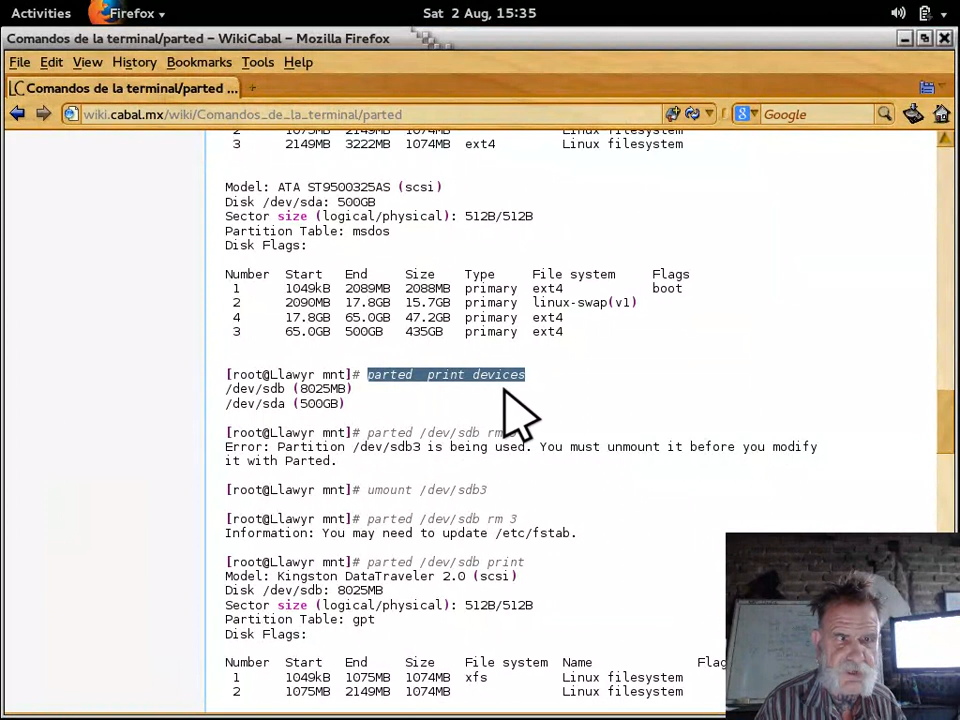 Activities Firefox Sat 2 Aug, 15:35
Comandos de la terminal/parted – WikiCabal – Mozilla Firefox
File Edit View History Bookmarks Tools Help
Comandos de la terminal/parted ...
wiki.cabal.mx/wiki/Comandos_de_la_terminal/parted Google
2 1075MB 2149MB 1074MB Linux filesystem
3 2149MB 3222MB 1074MB ext4 Linux filesystem
Model: ATA ST9500325AS (scsi)
Disk /dev/sda: 500GB
Sector size (logical/physical): 512B/512B
Partition Table: msdos
Disk Flags:
Number Start End Size Type File system Flags
1 1049kB 2089MB 2088MB primary ext4 boot
2 2090MB 17.8GB 15.7GB primary linux-swap(v1)
4 17.8GB 65.0GB 47.2GB primary ext4
3 65.0GB 500GB 435GB primary ext4
[root@Llawyr mnt]# parted  print devices
/dev/sdb (8025MB)
/dev/sda (500GB)
[root@Llawyr mnt]# parted /dev/sdb rm 3
Error: Partition /dev/sdb3 is being used. You must unmount it before you modify
it with Parted.
[root@Llawyr mnt]# umount /dev/sdb3
[root@Llawyr mnt]# parted /dev/sdb rm 3
Information: You may need to update /etc/fstab.
[root@Llawyr mnt]# parted /dev/sdb print
Model: Kingston DataTraveler 2.0 (scsi)
Disk /dev/sdb: 8025MB
Sector size (logical/physical): 512B/512B
Partition Table: gpt
Disk Flags:
Number Start End Size File system Name
1 1049kB 1075MB 1074MB xfs Linux filesystem
2 1075MB 2149MB 1074MB Linux filesystem